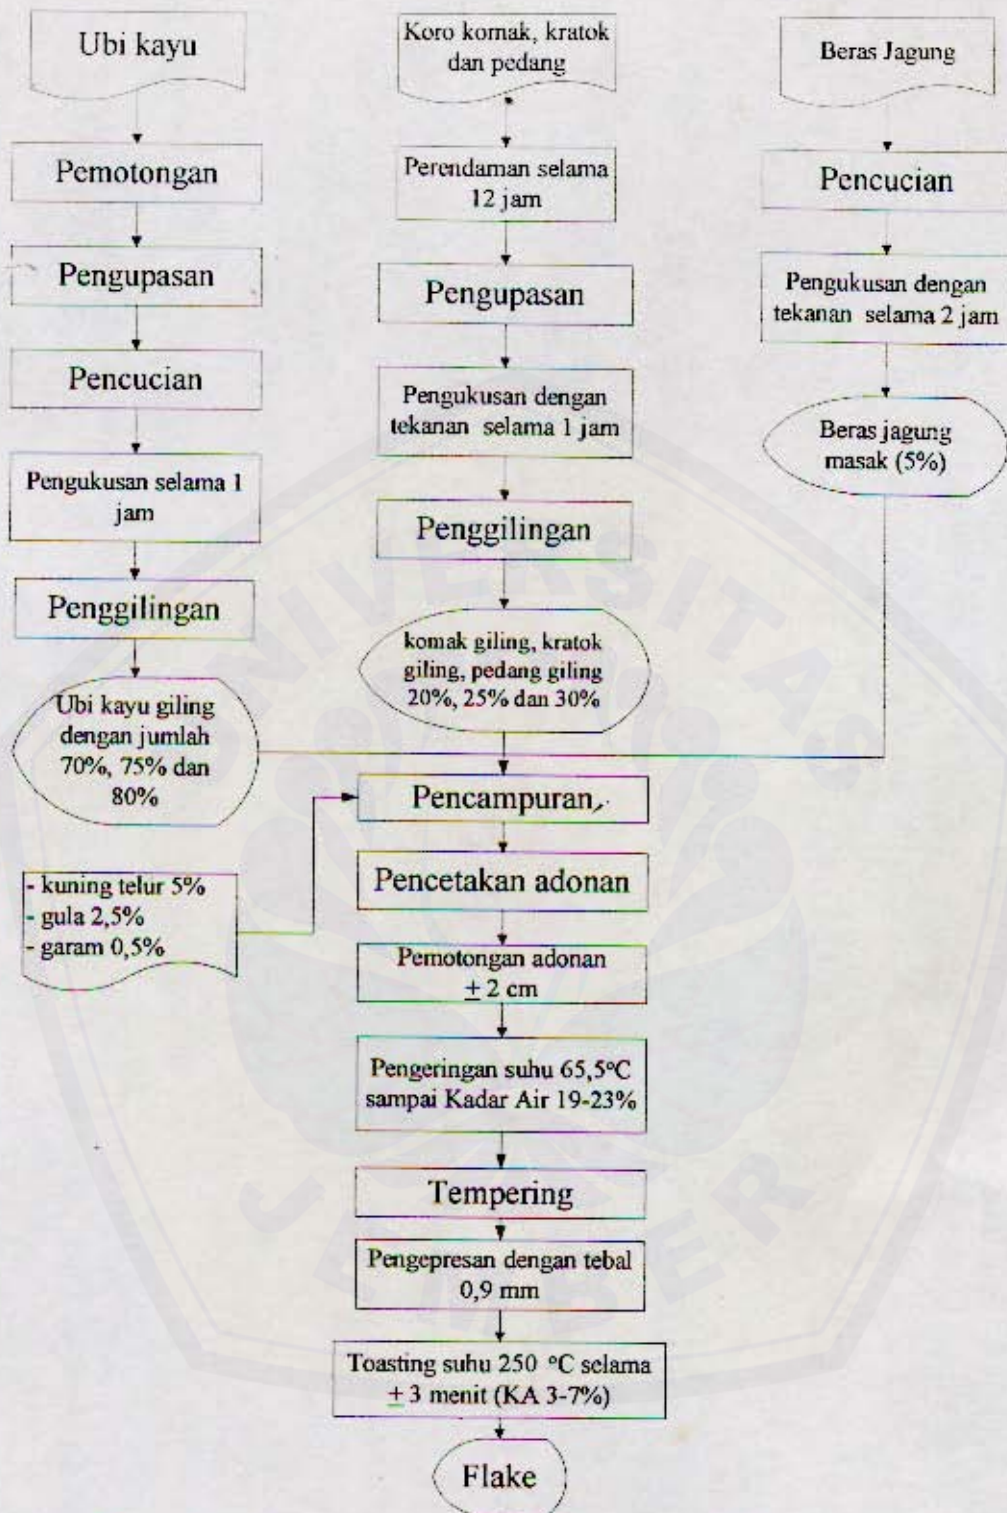 Ubi kayu
Pemotongan
Pengupasan
Pencucian
Pengukusan selama 1
jam
Penggilingan
Ubi kayu giling
dengan jumlah
70%, 75% dan
80%
- kuning telur 5%
- gula 2,5%
- garam 0,5%
Koro komak, kratok
dan pedang
Perendaman selama
12 jam
Pengupasan
Pengukusan dengan
tekanan selama 1 jam
Penggilingan
komak giling, kratok
giling, pedang giling
20%, 25% dan 30%
Beras Jagung
Pencucian
Pengukusan dengan
tekanan selama 2 jam
Beras jagung
masak (5%)
Pencampuran
Pencetakan adonan
Pemotongan adonan
± 2 cm
Pengeringan suhu 65,5°C
sampai Kadar Air 19-23%
Tempering
Pengepresan dengan tebal
0,9 mm
Toasting suhu 250 °C selama
± 3 menit (KA 3-7%)
Flake
UNIVERSITAS
JEMBER